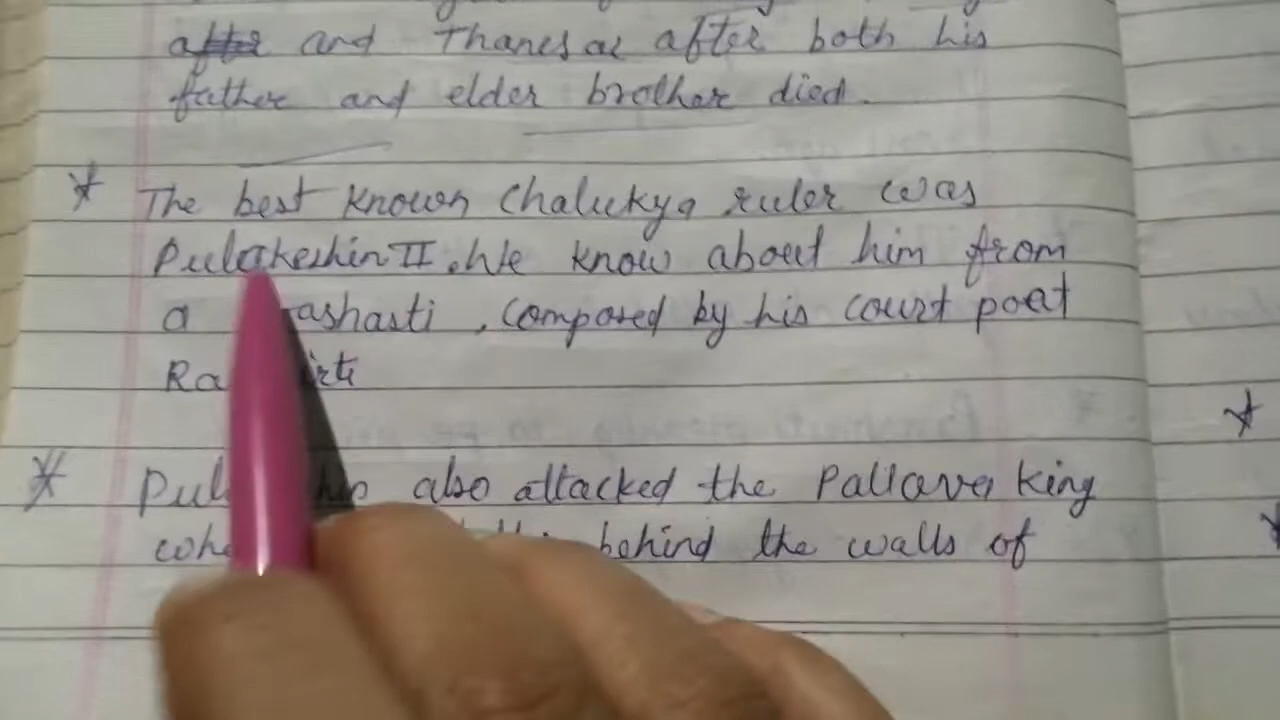 and Thanesar after both his
father and elder brother died.
* The best known Chalukya ruler was
Pulakeshin II. We know about him from
a ashasti, composed by his court poet
Ra irti
* Pul also attacked the Pallava King
behind the walls of